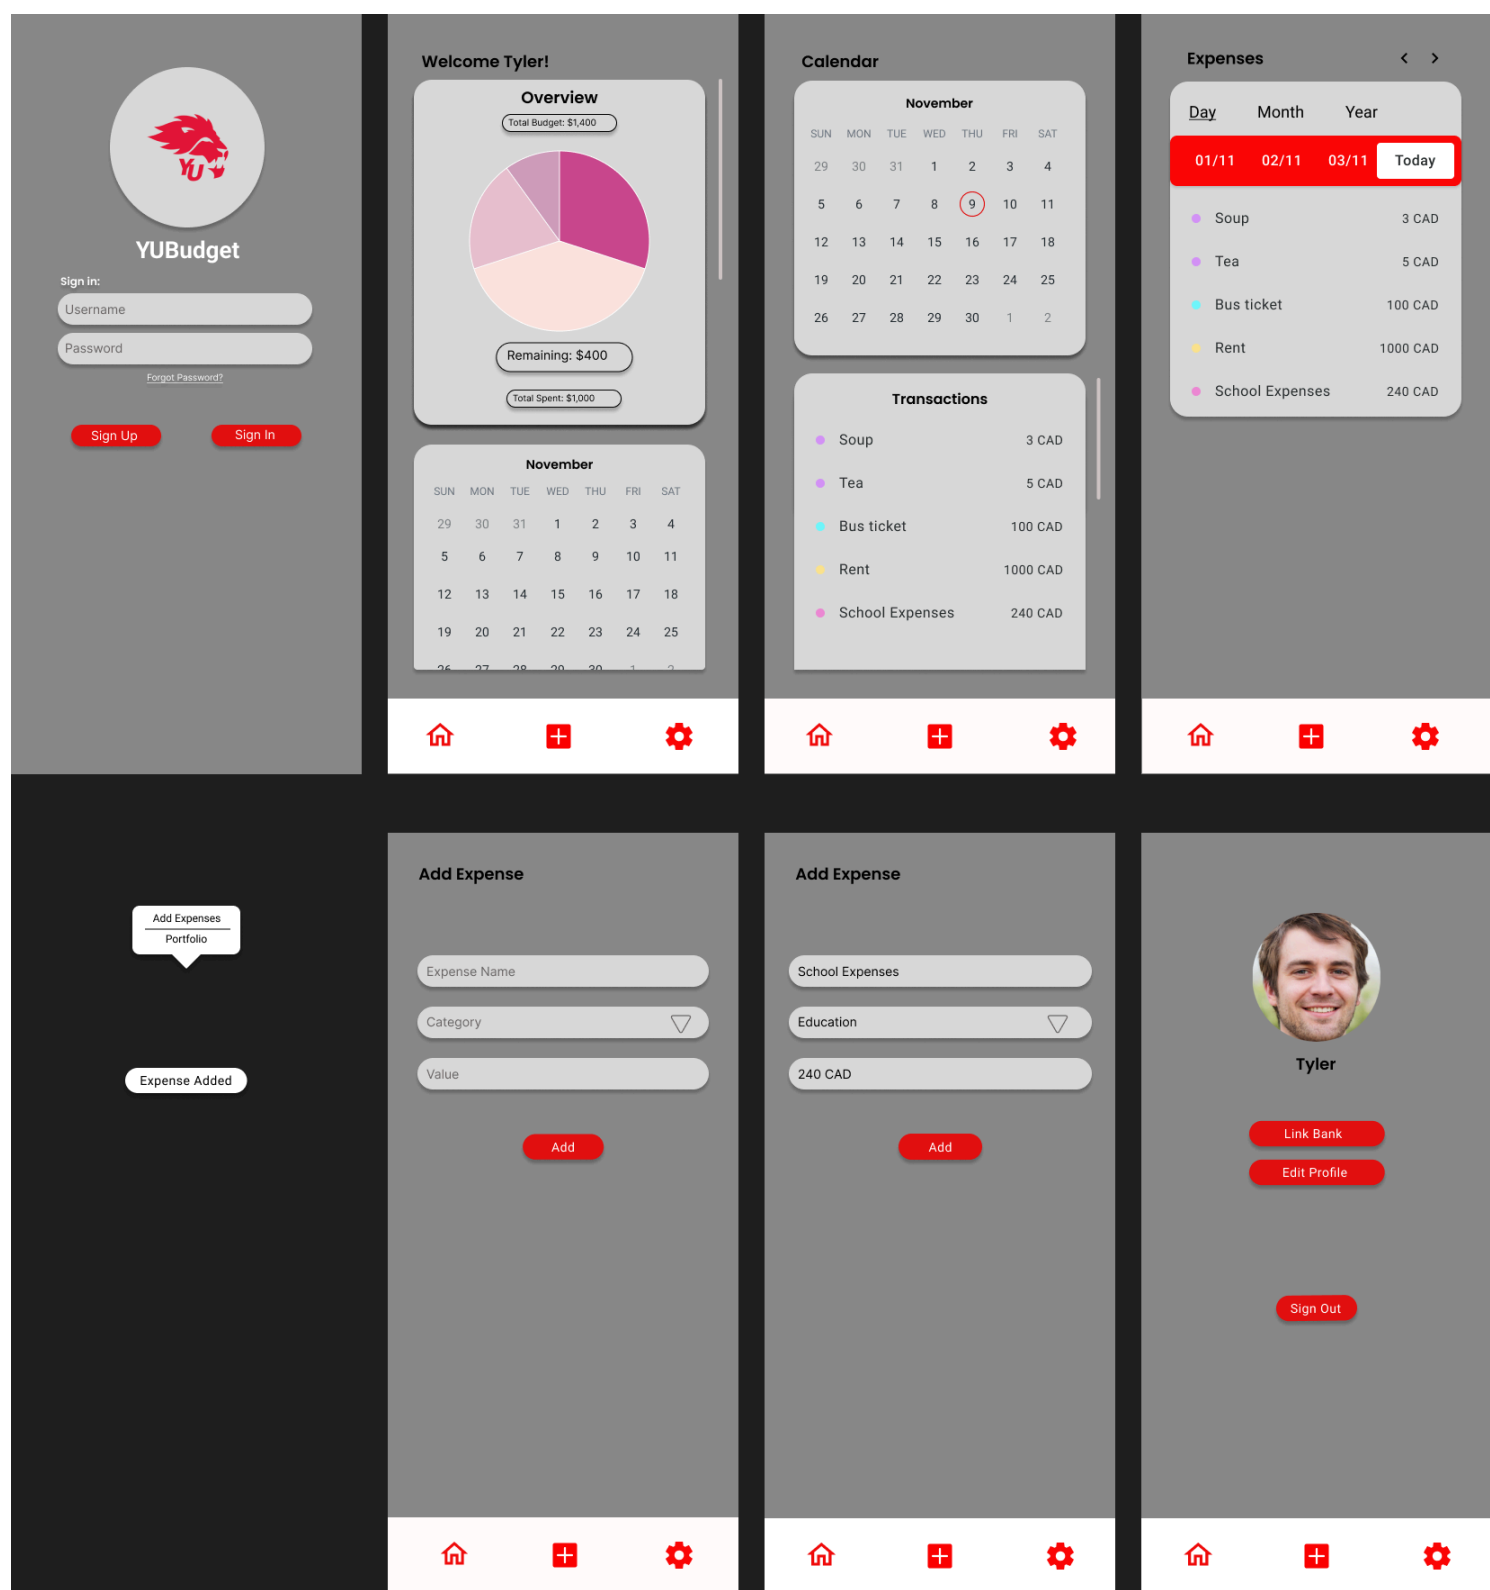 YU
YUBudget
Sign in:
Username
Password
Forgot Password?
Sign Up Sign In
Welcome Tyler!
Overview
Total Budget: $1,400
Remaining: $400
Total Spent: $1,000
November
SUN MON TUE WED THU FRI SAT
29 30 31 1 2 3 4
5 6 7 8 9 10 11
12 13 14 15 16 17 18
19 20 21 22 23 24 25
26 27 28 29 30 1 2
Calendar
November
SUN MON TUE WED THU FRI SAT
29 30 31 1 2 3 4
5 6 7 8 9 10 11
12 13 14 15 16 17 18
19 20 21 22 23 24 25
26 27 28 29 30 1 2
Transactions
Soup 3 CAD
Tea 5 CAD
Bus ticket 100 CAD
Rent 1000 CAD
School Expenses 240 CAD
Expenses < >
Day Month Year
01/11 02/11 03/11 Today
Soup 3 CAD
Tea 5 CAD
Bus ticket 100 CAD
Rent 1000 CAD
School Expenses 240 CAD
Add Expenses
Portfolio
Expense Added
Add Expense
Expense Name
Category
Value
Add
Add Expense
School Expenses
Education
240 CAD
Add
Tyler
Link Bank
Edit Profile
Sign Out